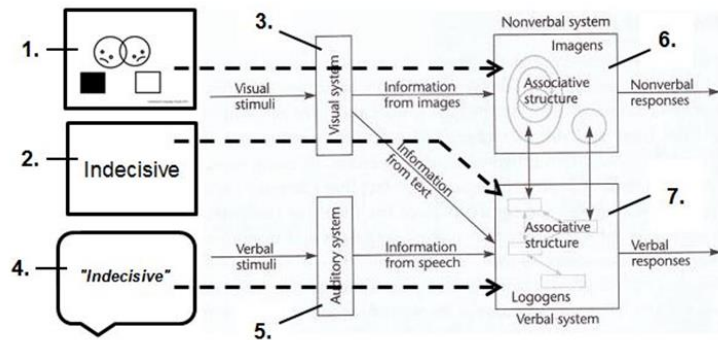 1.
2.
Indecisive
4.
"Indecisive"
3.
Visual
stimuli
Visual system
Information
from images
Information
from text
Verbal
stimuli
Auditory system
5.
Information
from speech
Nonverbal system
Imagens
6.
Associative
structure
Nonverbal
responses
7.
Associative
structure
Verbal
responses
Logogens
Verbal system